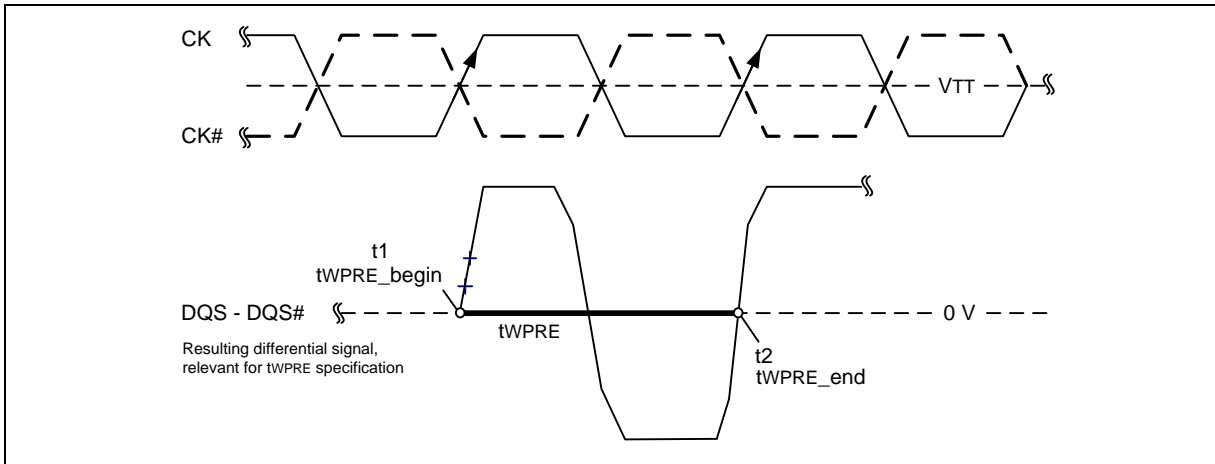 CK
VTT
CK#
t1
tWPRE_begin
DQS - DQS#
tWPRE
0 V
Resulting differential signal,
relevant for tWPRE specification
t2
tWPRE_end